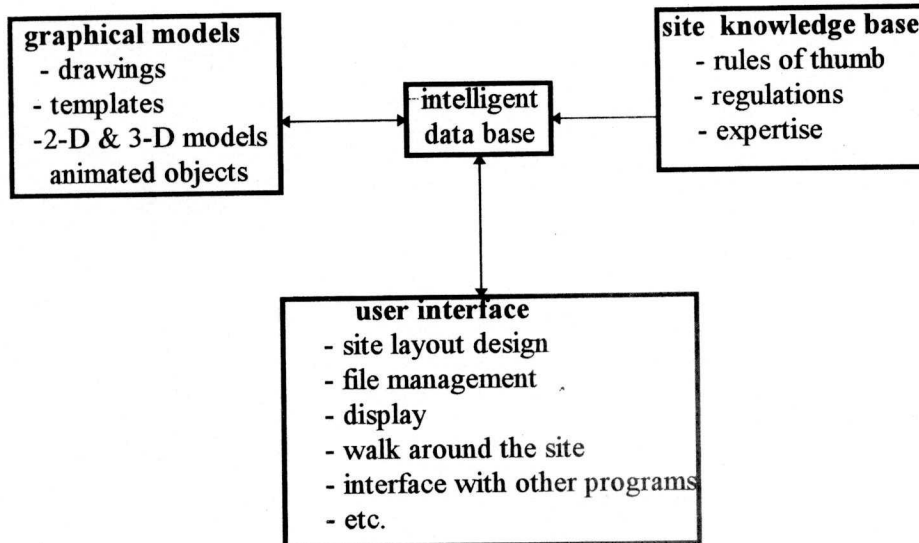 graphical models
- drawings
- templates
-2-D & 3-D models
animated objects
intelligent
data base
site knowledge base
- rules of thumb
- regulations
- expertise
user interface
- site layout design
- file management
- display
- walk around the site
- interface with other programs
- etc.